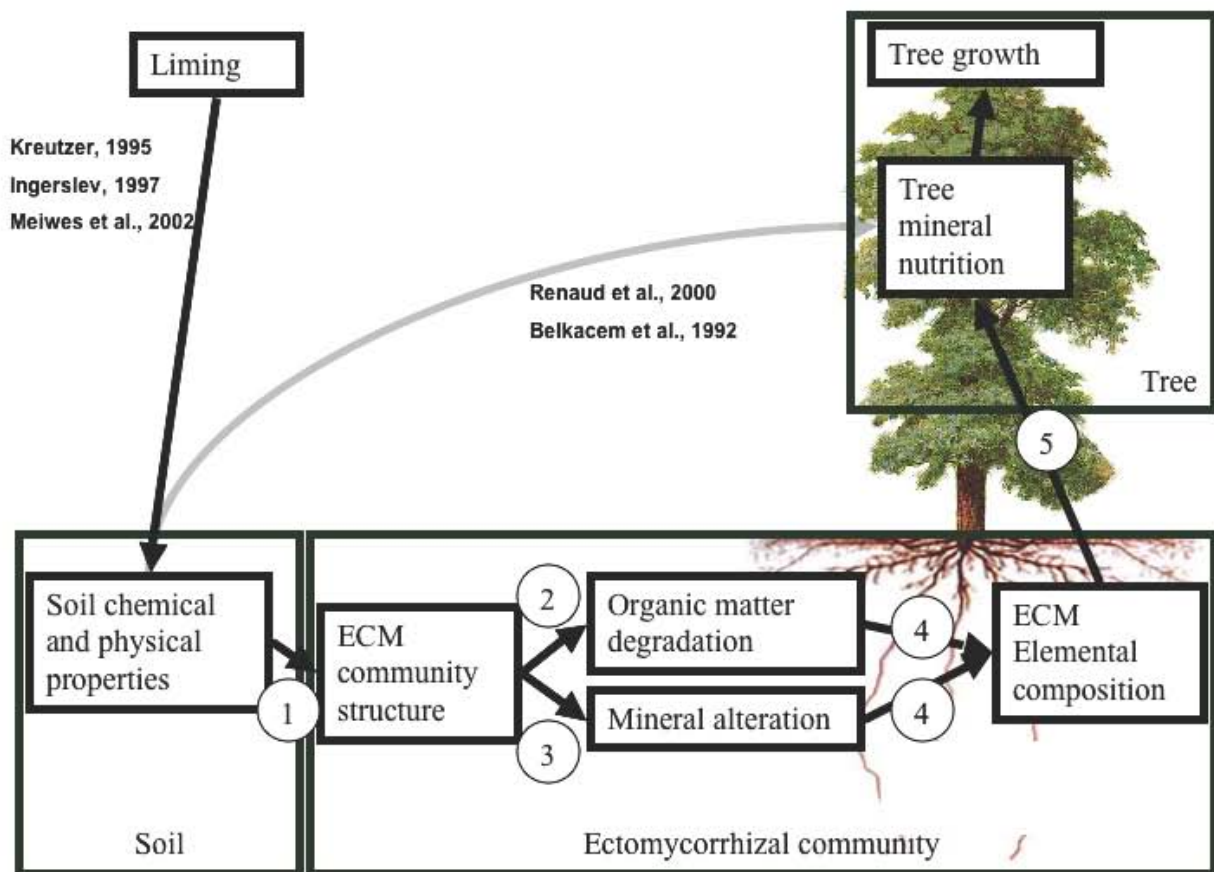 Liming
Kreutzer, 1995
Ingerslev, 1997
Meiwes et al., 2002
Tree growth
Tree
mineral
nutrition
Renaud et al., 2000
Belkacem et al., 1992
Tree
5
Soil chemical
and physical
properties
1
ECM
community
structure
2
3
Organic matter
degradation
Mineral alteration
4
4
ECM
Elemental
composition
Soil
Ectomycorrhizal community